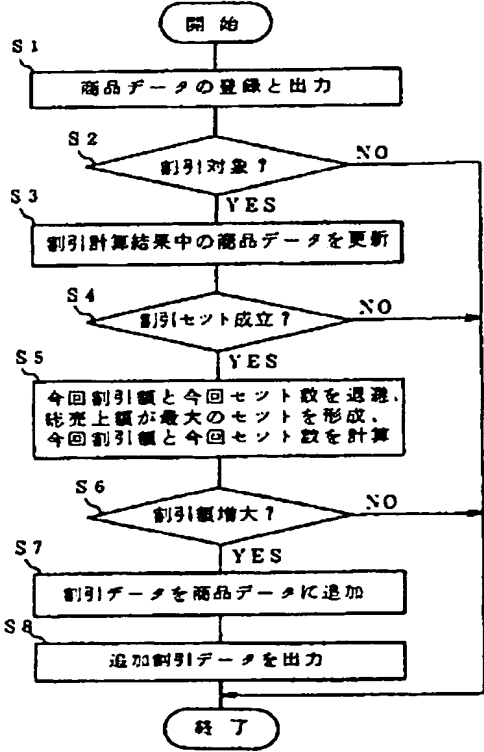 開始
S1
商品データの登録と出力
S2
割引対象?
NO
YES
S3
割引計算結果中の商品データを更新
S4
割引セット成立?
NO
YES
S5
今回割引額と今回セット数を退避、
総売上額が最大のセットを形成、
今回割引額と今回セット数を計算
S6
割引額増大?
NO
YES
S7
割引データを商品データに追加
S8
追加割引データを出力
終了